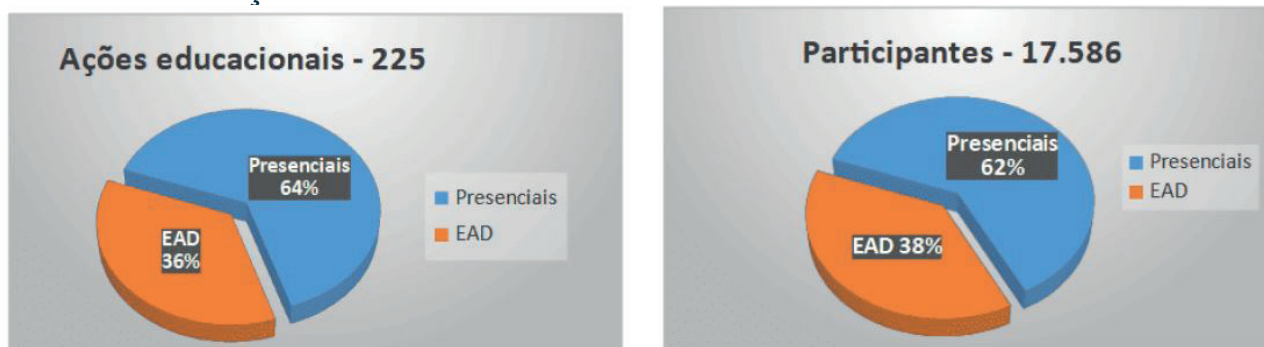 Ações educacionais - 225
Presenciais
64%
EAD
36%
Presenciais
EAD
Participantes - 17.586
Presenciais
62%
EAD 38%
Presenciais
EAD